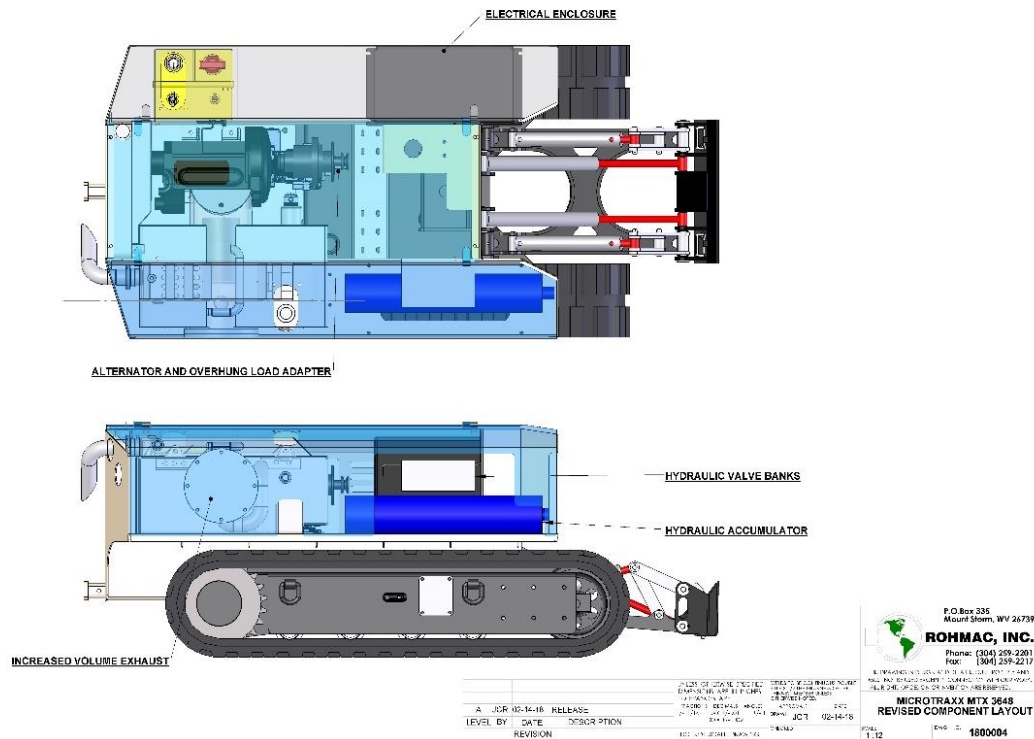 ELECTRICAL ENCLOSURE
ALTERNATOR AND OVERHUNG LOAD ADAPTER
HYDRAULIC VALVE BANKS
HYDRAULIC ACCUMULATOR
INCREASED VOLUME EXHAUST
P.O.Box 335
Mount Storm, WV 26739
ROHMAC, INC.
Phone: (304) 259-2201
Fax: (304) 259-2217
MICROTRAXX MTX 3648
REVISED COMPONENT LAYOUT
1:12
1800004
JCR 02-14-18
A JCR 02-14-18 RELEASE
LEVEL BY DATE DESCRIPTION
REVISION